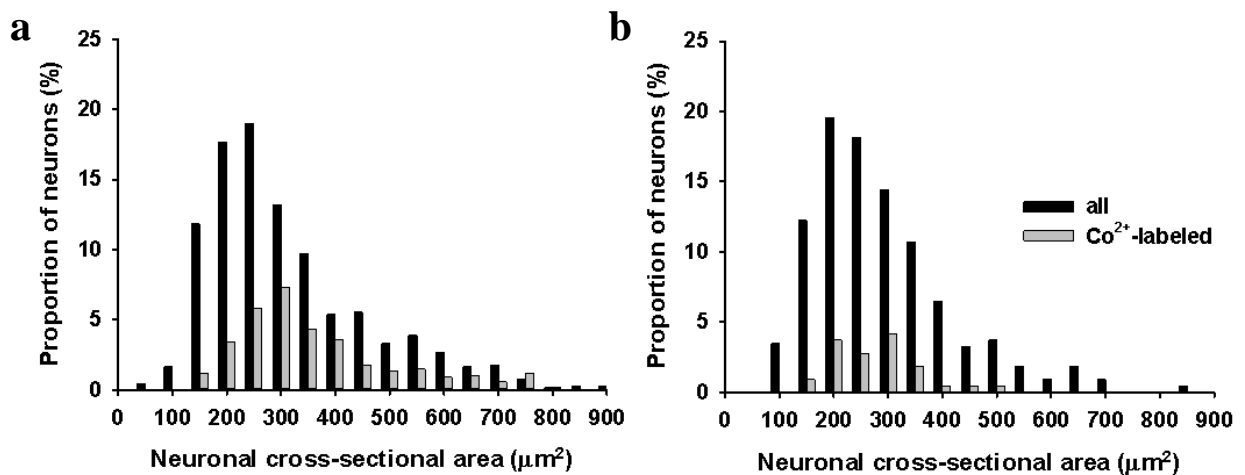 a
25
20
15
10
5
0
Proportion of neurons (%)
0 100 200 300 400 500 600 700 800 900
Neuronal cross-sectional area (μm²)
b
25
20
15
10
5
0
Proportion of neurons (%)
all
Co²⁺-labeled
0 100 200 300 400 500 600 700 800 900
Neuronal cross-sectional area (μm²)